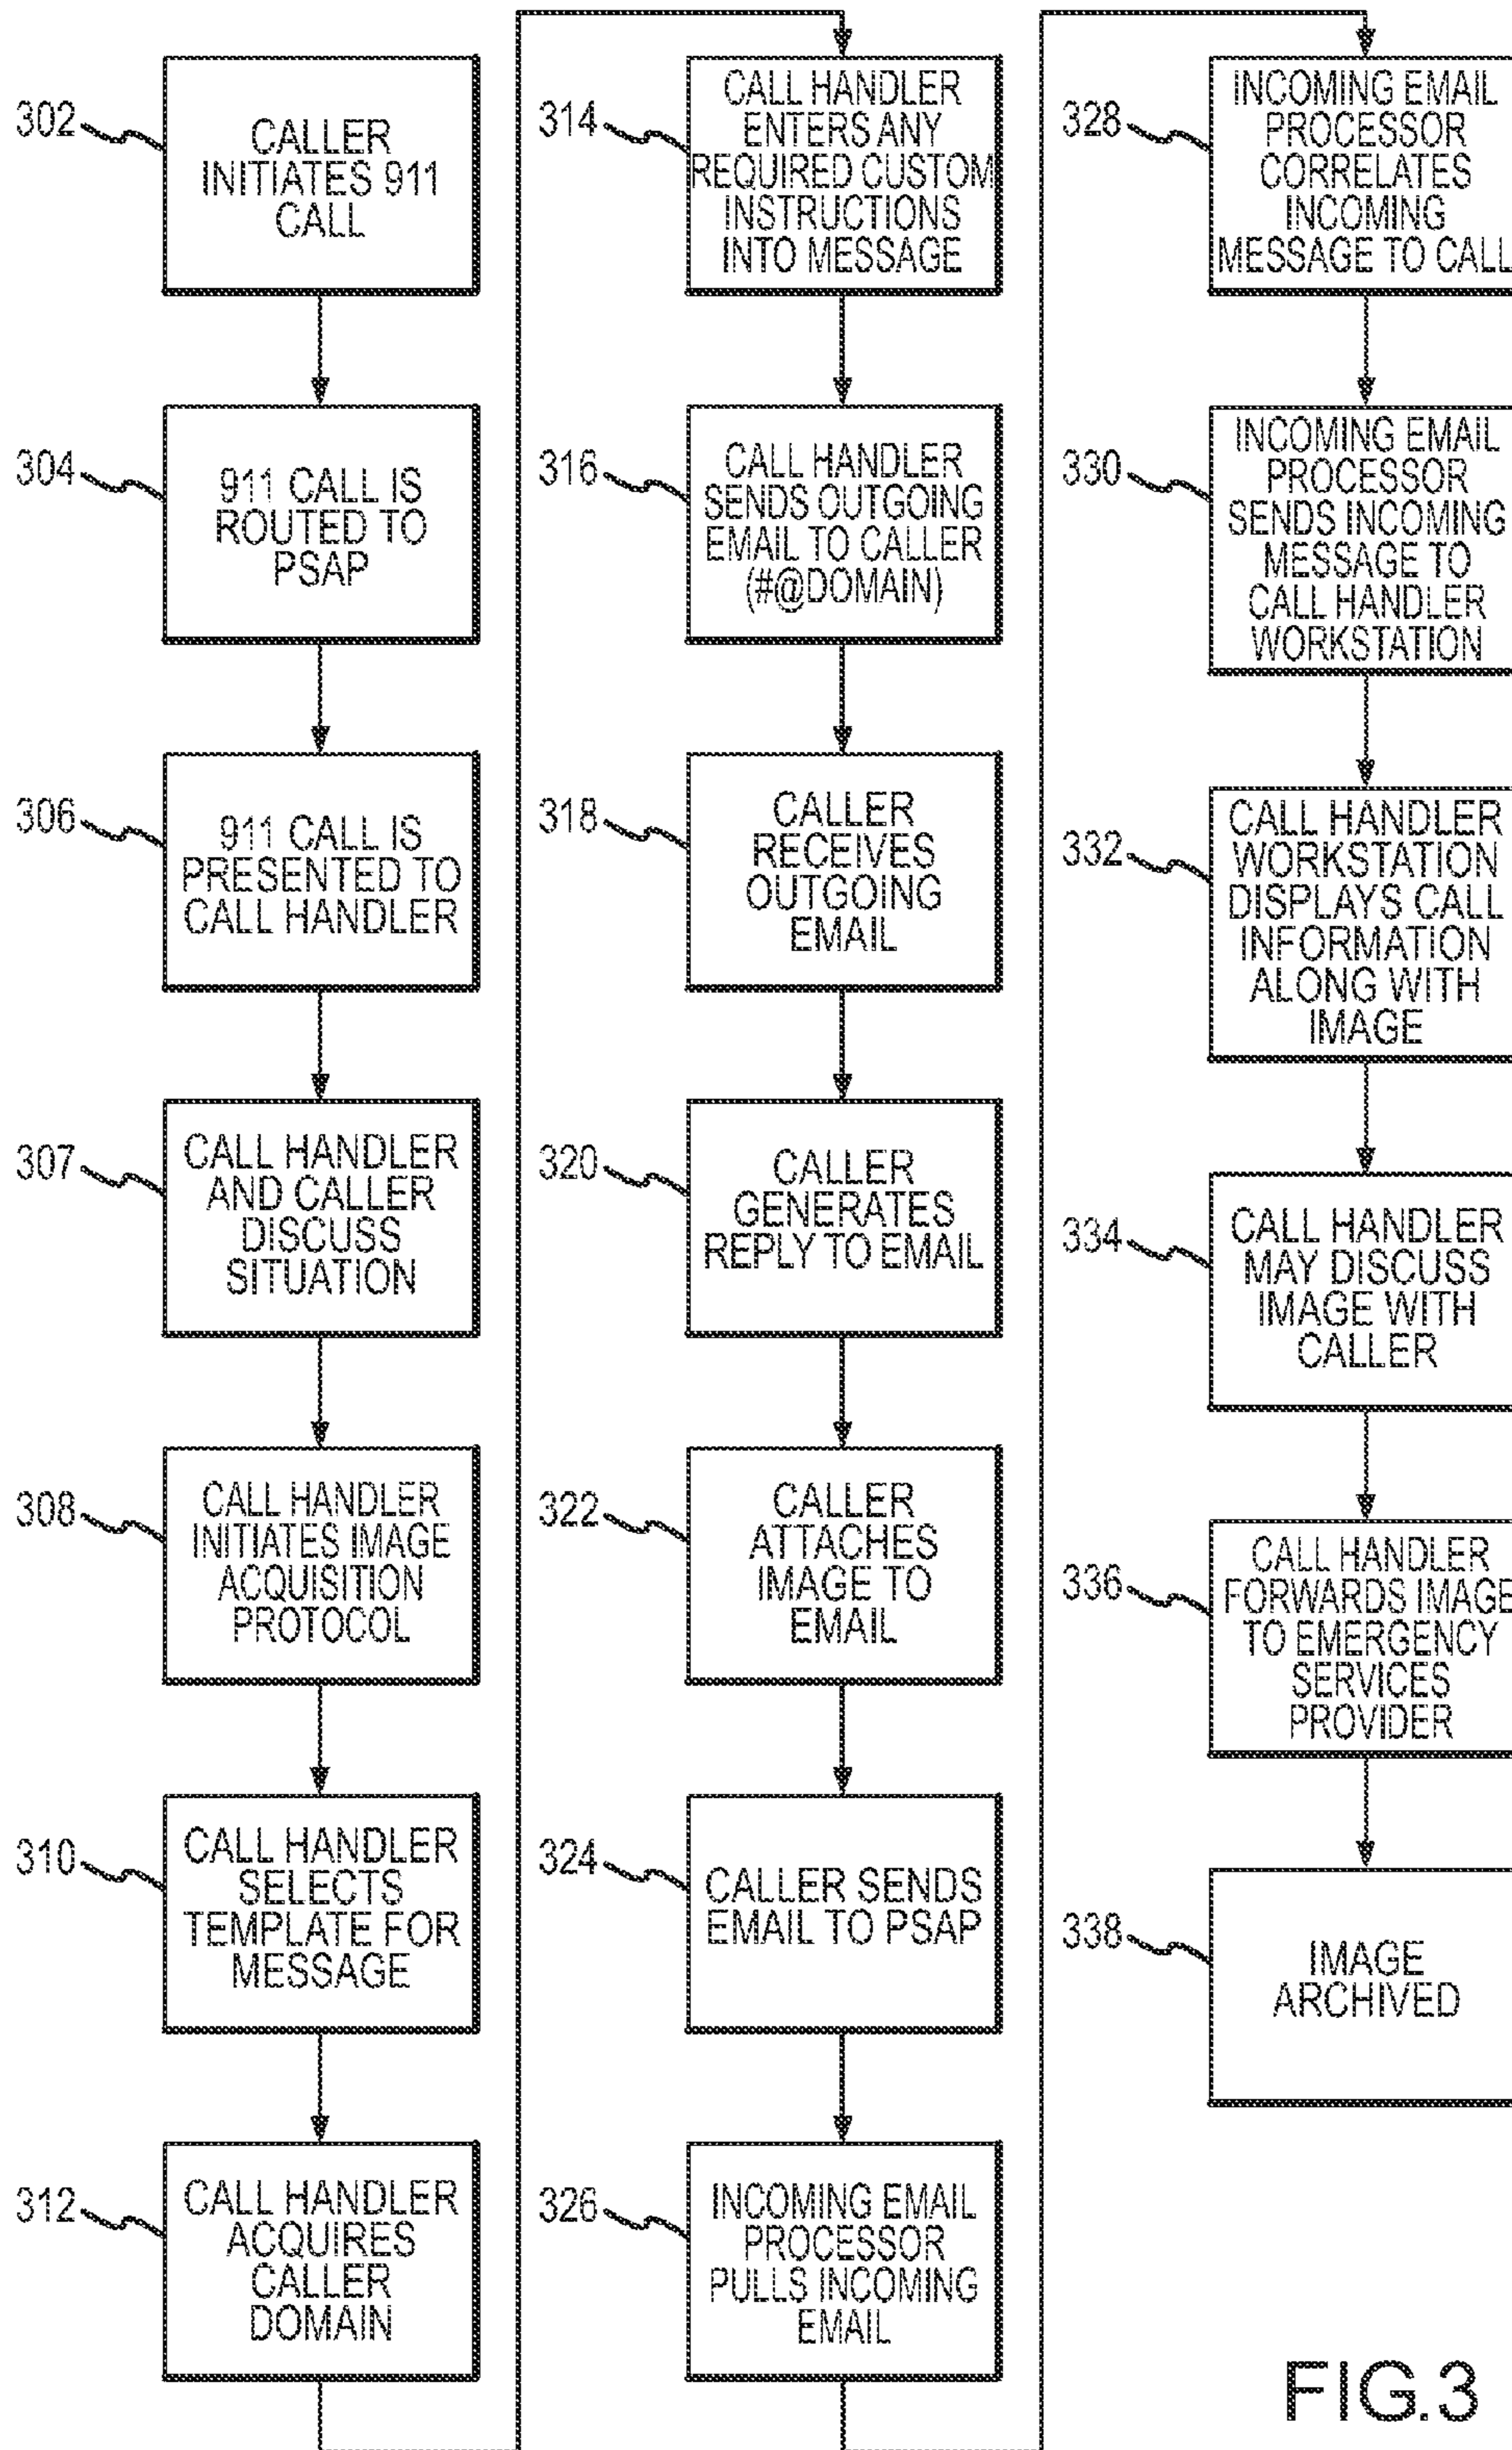 302
CALLER
INITIATES 911
CALL
304
911 CALL IS
ROUTED TO
PSAP
306
911 CALL IS
PRESENTED TO
CALL HANDLER
307
CALL HANDLER
AND CALLER
DISCUSS
SITUATION
308
CALL HANDLER
INITIATES IMAGE
ACQUISITION
PROTOCOL
310
CALL HANDLER
SELECTS
TEMPLATE FOR
MESSAGE
312
CALL HANDLER
ACQUIRES
CALLER
DOMAIN
314
CALL HANDLER
ENTERS ANY
REQUIRED CUSTOM
INSTRUCTIONS
INTO MESSAGE
316
CALL HANDLER
SENDS OUTGOING
EMAIL TO CALLER
(#@DOMAIN)
318
CALLER
RECEIVES
OUTGOING
EMAIL
320
CALLER
GENERATES
REPLY TO EMAIL
322
CALLER
ATTACHES
IMAGE TO
EMAIL
324
CALLER SENDS
EMAIL TO PSAP
326
INCOMING EMAIL
PROCESSOR
PULLS INCOMING
EMAIL
328
INCOMING EMAIL
PROCESSOR
CORRELATES
INCOMING
MESSAGE TO CALL
330
INCOMING EMAIL
PROCESSOR
SENDS INCOMING
MESSAGE TO
CALL HANDLER
WORKSTATION
332
CALL HANDLER
WORKSTATION
DISPLAYS CALL
INFORMATION
ALONG WITH
IMAGE
334
CALL HANDLER
MAY DISCUSS
IMAGE WITH
CALLER
336
CALL HANDLER
FORWARDS IMAGE
TO EMERGENCY
SERVICES
PROVIDER
338
IMAGE
ARCHIVED
FIG.3